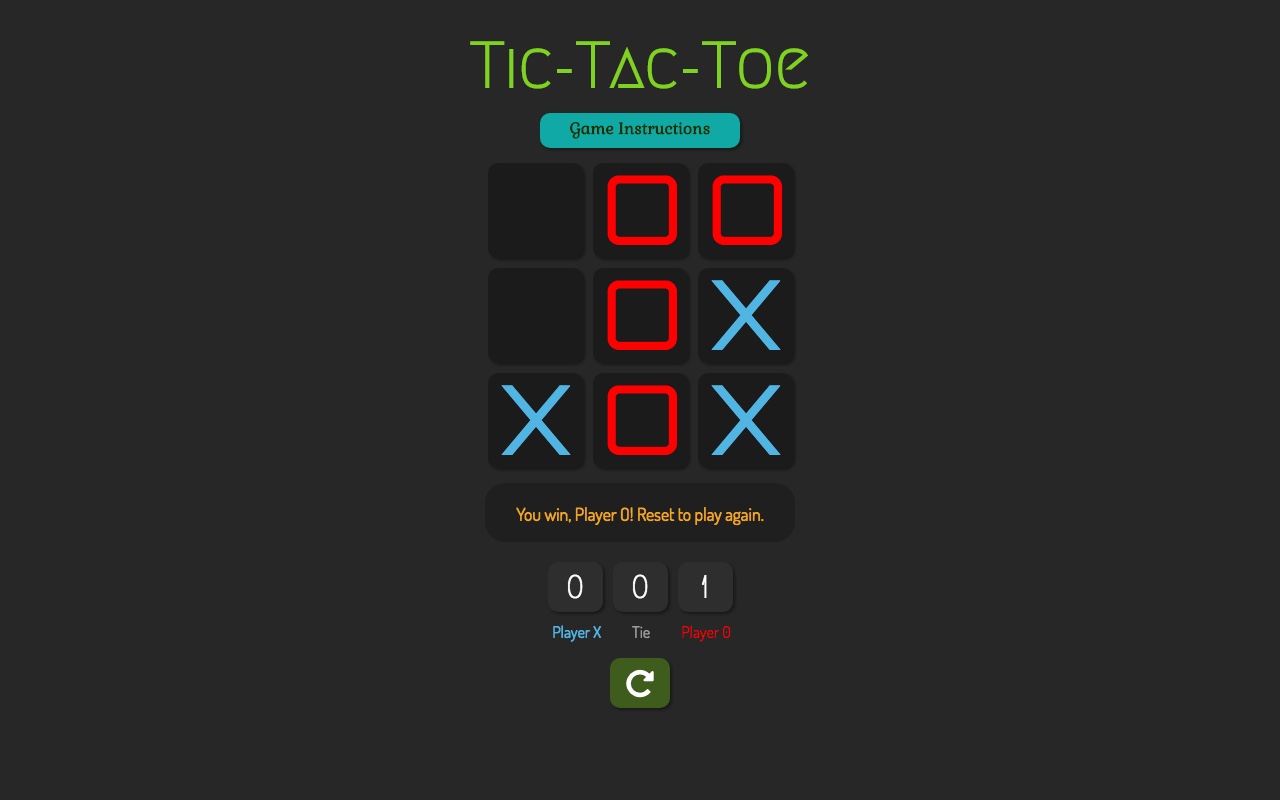 Tic-Tac-Toe
Game Instructions
X
X X
You win, Player O! Reset to play again.
0 0 1
Player X Tie Player O